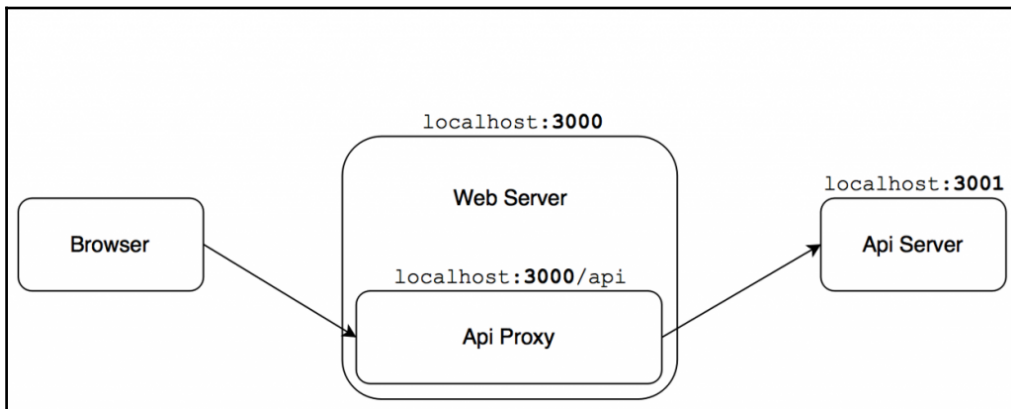 localhost:3000
Web Server
localhost:3001
Browser
Api Server
localhost:3000/api
Api Proxy